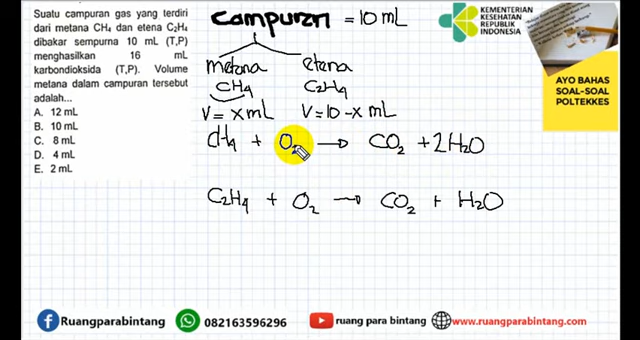 Suatu campuran gas yang terdiri
dari metana CH₄ dan etena C₂H₄
dibakar sempurna 10 mL (T,P)
menghasilkan 16 mL
karbondioksida (T,P). Volume
metana dalam campuran tersebut
adalah...
A. 12 mL
B. 10 mL
C. 8 mL
D. 4 mL
E. 2 mL
Campuran = 10 mL
metana etena
CH₄ C₂H₄
V = x mL V = 10 - x mL
CH₄ + O₂ → CO₂ + 2H₂O
C₂H₄ + O₂ → CO₂ + H₂O
KEMENTERIAN
KESEHATAN
REPUBLIK
INDONESIA
AYO BAHAS
SOAL-SOAL
POLTEKKES
Ruangparabintang 082163596296 ruang para bintang www.ruangparabintang.com